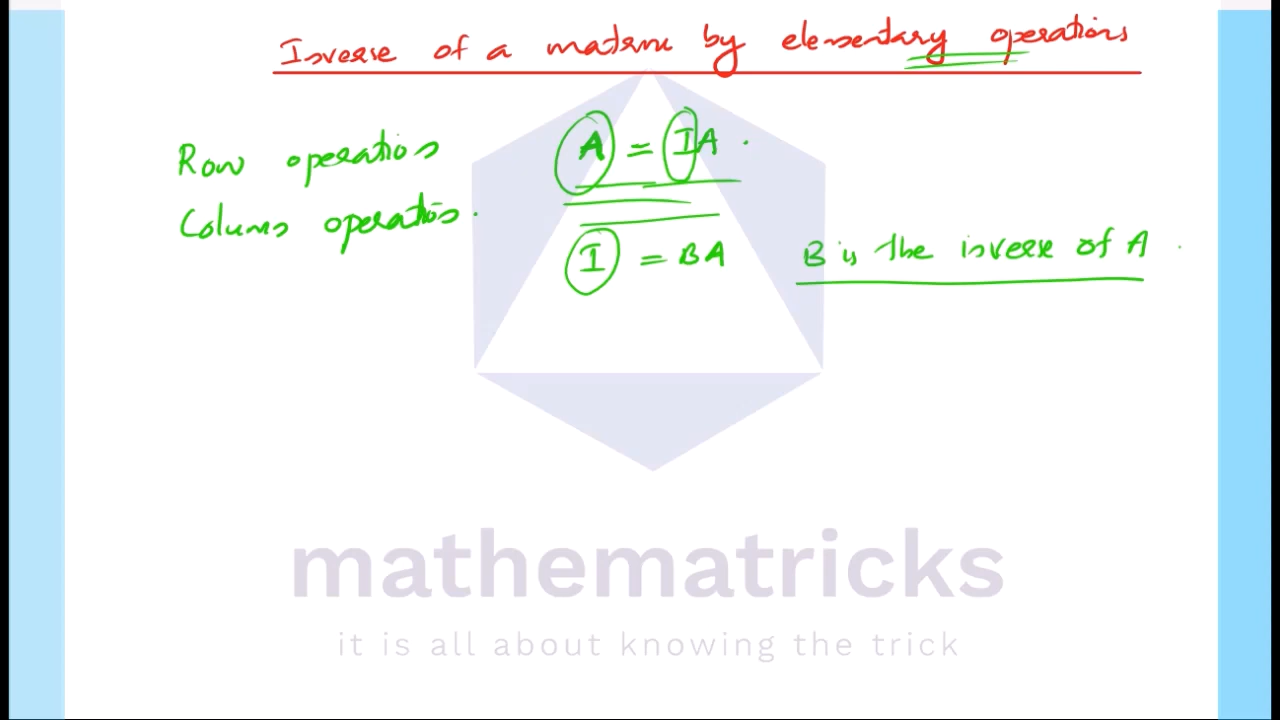 Inverse of a matrix by elementary operations
Row operations
A = IA.
Column operations.
I = BA
B is the inverse of A.
mathematricks
it is all about knowing the trick